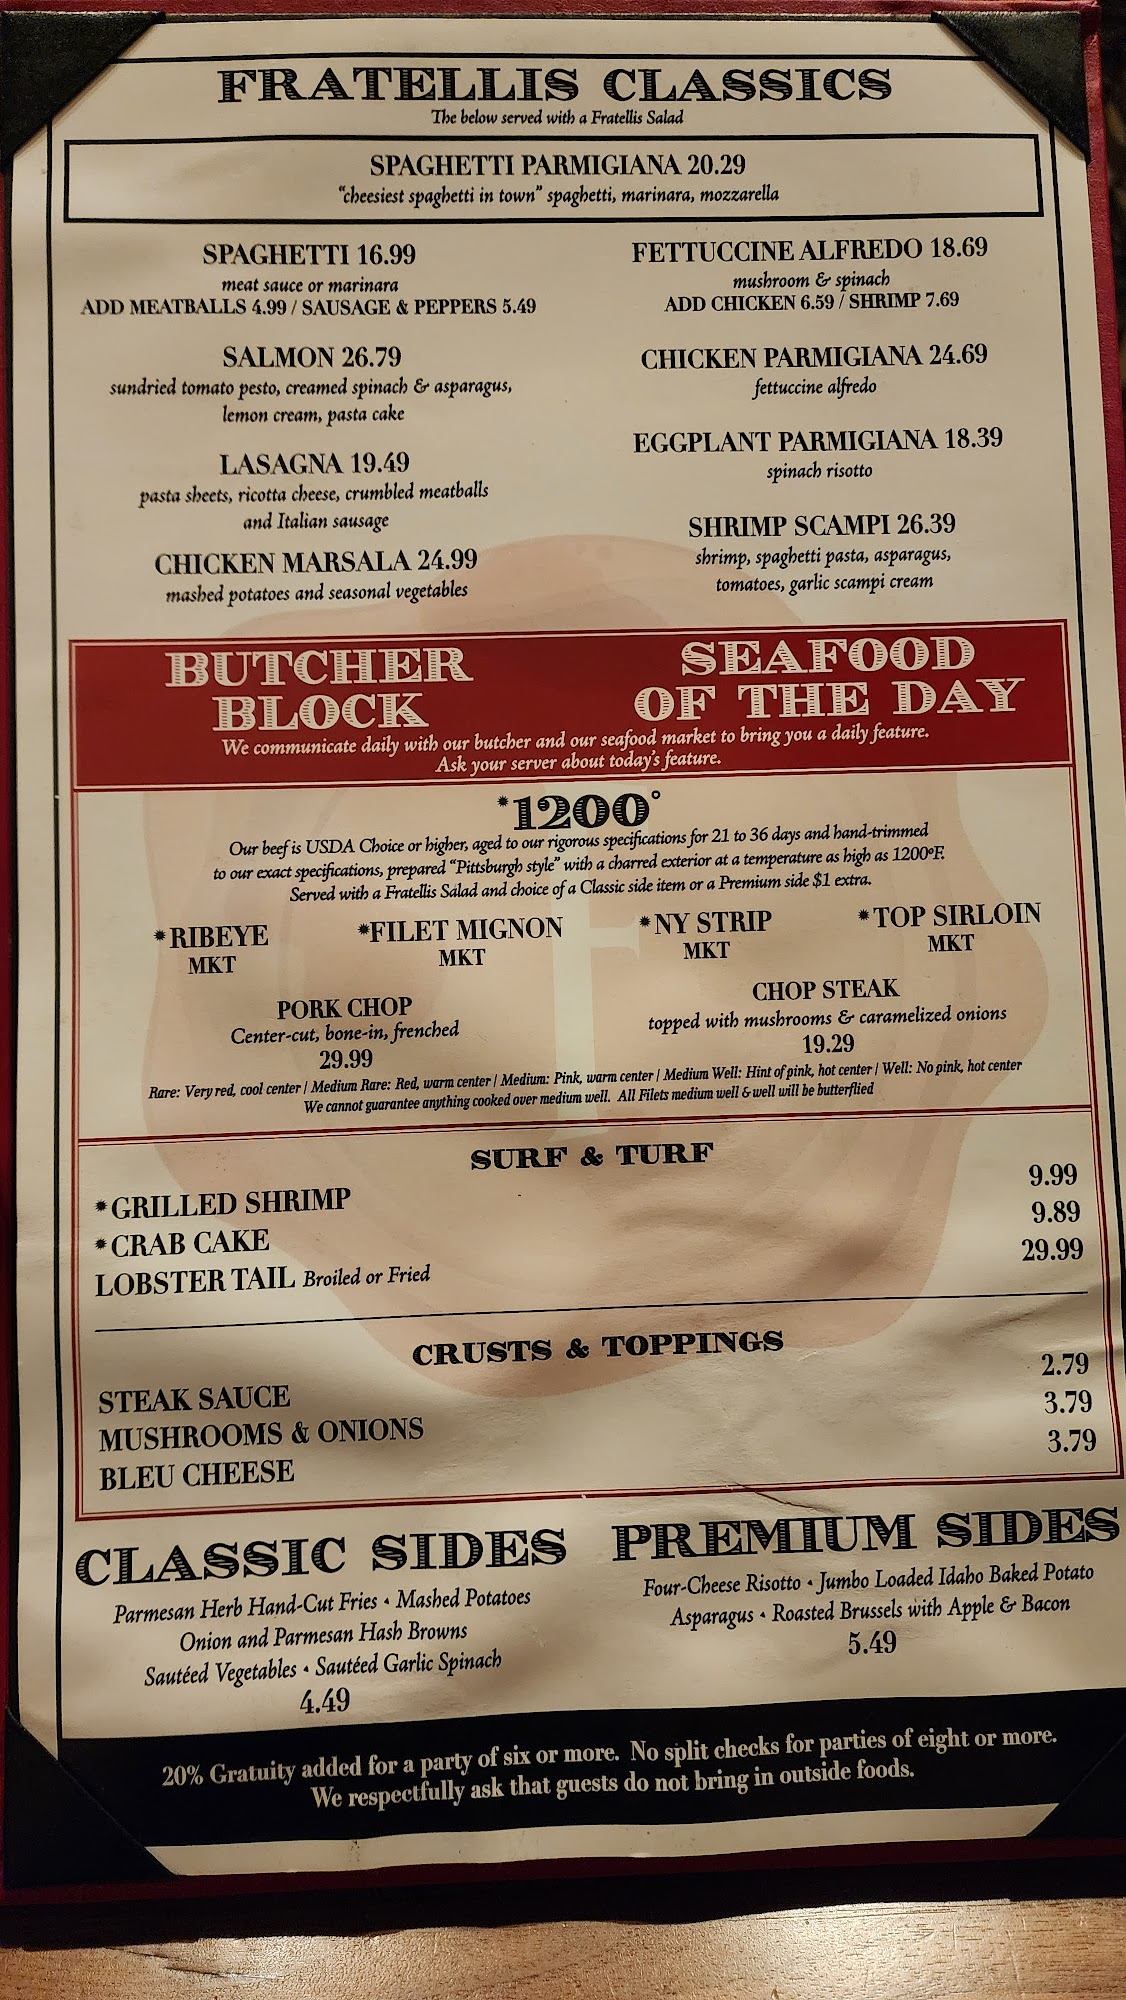 FRATELLIS CLASSICS
The below served with a Fratellis Salad
SPAGHETTI PARMIGIANA 20.29
"cheesiest spaghetti in town" spaghetti, marinara, mozzarella
SPAGHETTI 16.99
meat sauce or marinara
ADD MEATBALLS 4.99 / SAUSAGE & PEPPERS 5.49
SALMON 26.79
sundried tomato pesto, creamed spinach & asparagus,
lemon cream, pasta cake
LASAGNA 19.49
pasta sheets, ricotta cheese, crumbled meatballs
and Italian sausage
CHICKEN MARSALA 24.99
mashed potatoes and seasonal vegetables
FETTUCCINE ALFREDO 18.69
mushroom & spinach
ADD CHICKEN 6.59 / SHRIMP 7.69
CHICKEN PARMIGIANA 24.69
fettuccine alfredo
EGGPLANT PARMIGIANA 18.39
spinach risotto
SHRIMP SCAMPI 26.39
shrimp, spaghetti pasta, asparagus,
tomatoes, garlic scampi cream
BUTCHER
BLOCK
SEAFOOD
OF THE DAY
We communicate daily with our butcher and our seafood market to bring you a daily feature.
Ask your server about today's feature.
*1200°
Our beef is USDA Choice or higher, aged to our rigorous specifications for 21 to 36 days and hand-trimmed
to our exact specifications, prepared "Pittsburgh style" with a charred exterior at a temperature as high as 1200°F.
Served with a Fratellis Salad and choice of a Classic side item or a Premium side $1 extra.
*RIBEYE
MKT
*FILET MIGNON
MKT
*NY STRIP
MKT
*TOP SIRLOIN
MKT
PORK CHOP
Center-cut, bone-in, frenched
29.99
CHOP STEAK
topped with mushrooms & caramelized onions
19.29
Rare: Very red, cool center | Medium Rare: Red, warm center | Medium: Pink, warm center | Medium Well: Hint of pink, hot center | Well: No pink, hot center
We cannot guarantee anything cooked over medium well. All Filets medium well & well will be butterflied
SURF & TURF
*GRILLED SHRIMP 9.99
*CRAB CAKE 9.89
LOBSTER TAIL Broiled or Fried 29.99
CRUSTS & TOPPINGS
STEAK SAUCE 2.79
MUSHROOMS & ONIONS 3.79
BLEU CHEESE 3.79
CLASSIC SIDES
Parmesan Herb Hand-Cut Fries • Mashed Potatoes
Onion and Parmesan Hash Browns
Sautéed Vegetables • Sautéed Garlic Spinach
4.49
PREMIUM SIDES
Four-Cheese Risotto • Jumbo Loaded Idaho Baked Potato
Asparagus • Roasted Brussels with Apple & Bacon
5.49
20% Gratuity added for a party of six or more. No split checks for parties of eight or more.
We respectfully ask that guests do not bring in outside foods.